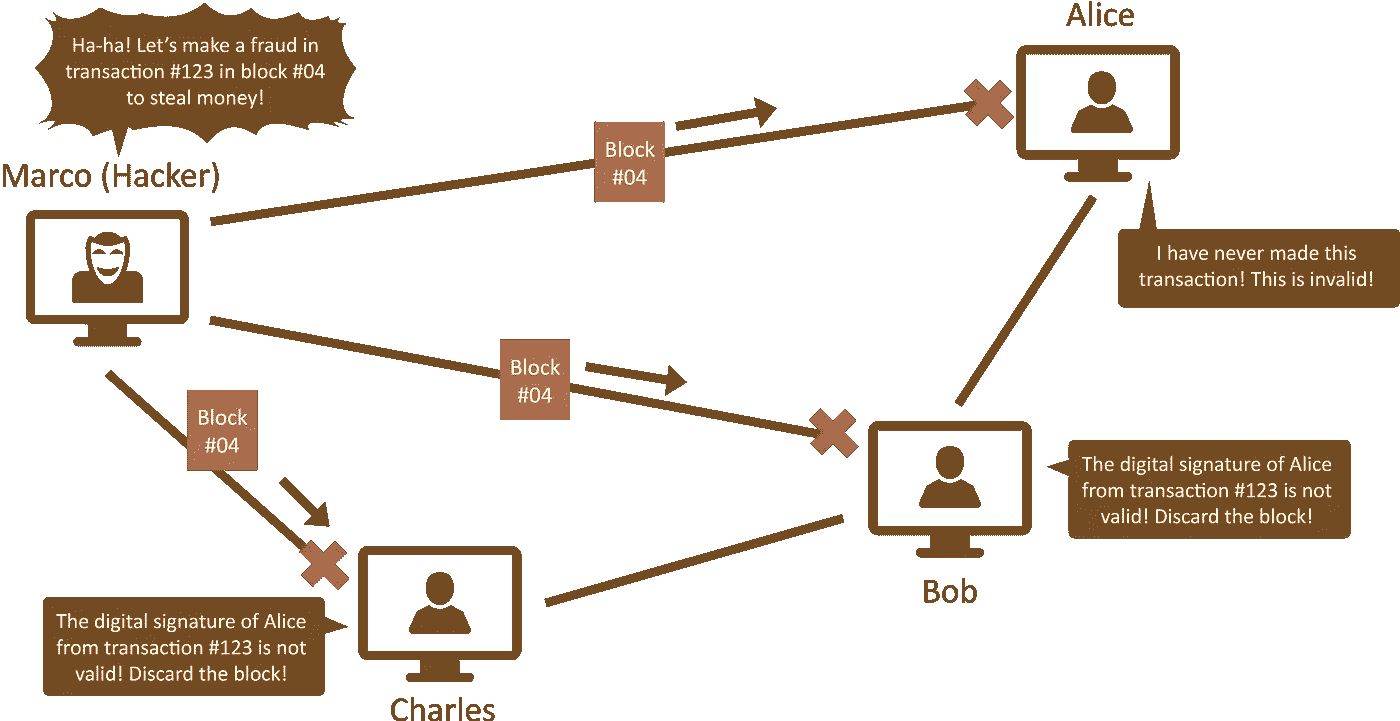 Alice
Ha-ha! Let's make a fraud in
transaction #123 in block #04
to steal money!
Marco (Hacker)
Block
#04
I have never made this
transaction! This is invalid!
Block
#04
Block
#04
The digital signature of Alice
from transaction #123 is not
valid! Discard the block!
Bob
The digital signature of Alice
from transaction #123 is not
valid! Discard the block!
Charles